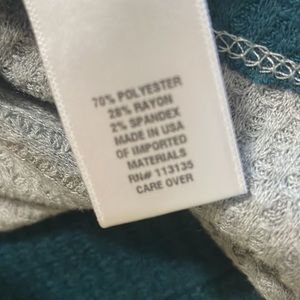 70% POLYESTER
28% RAYON
2% SPANDEX
MADE IN USA
OF IMPORTED
MATERIALS
RN# 113135
CARE OVER